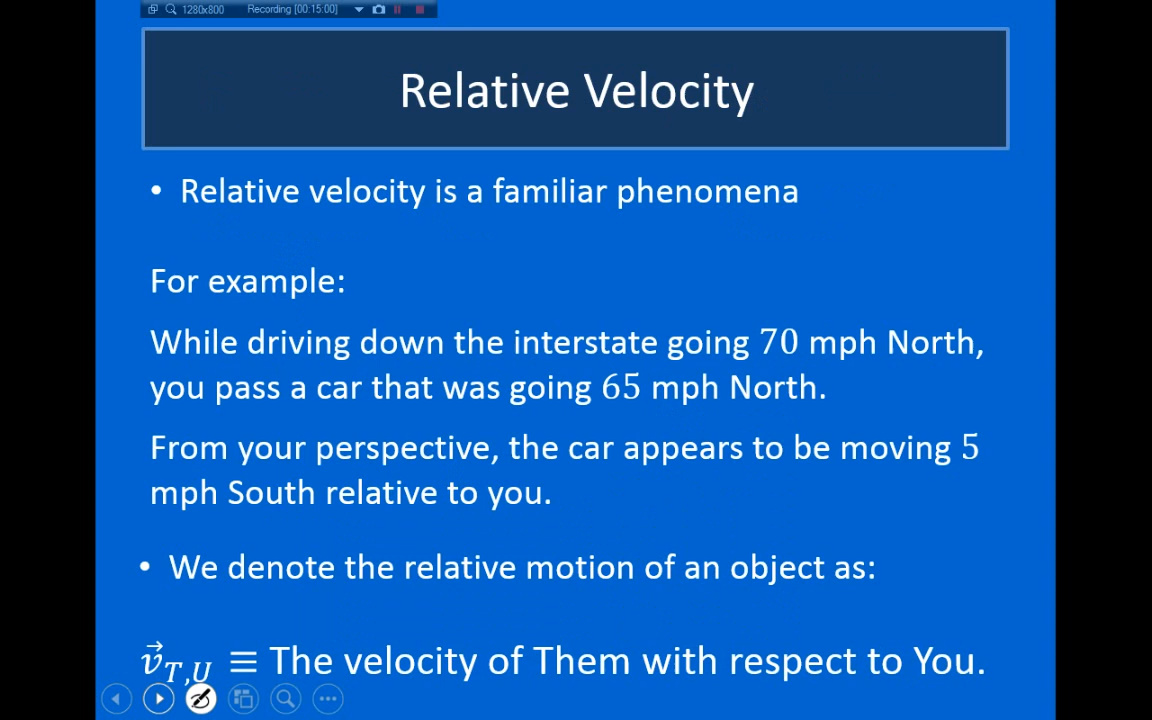 1280x800 Recording [00:15:00]
Relative Velocity
• Relative velocity is a familiar phenomena
For example:
While driving down the interstate going 70 mph North,
you pass a car that was going 65 mph North.
From your perspective, the car appears to be moving 5
mph South relative to you.
• We denote the relative motion of an object as:
v⃗_T,U ≡ The velocity of Them with respect to You.